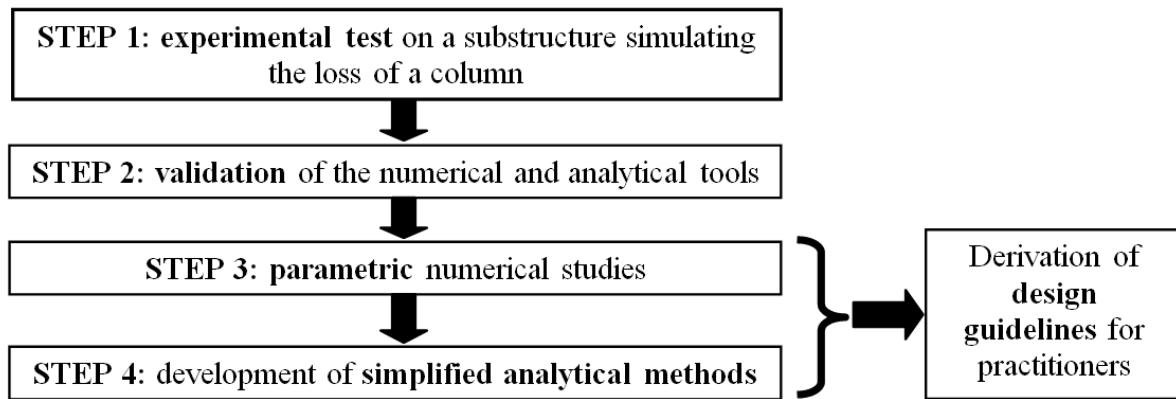 STEP 1: experimental test on a substructure simulating
the loss of a column
STEP 2: validation of the numerical and analytical tools
STEP 3: parametric numerical studies
STEP 4: development of simplified analytical methods
Derivation of
design
guidelines for
practitioners